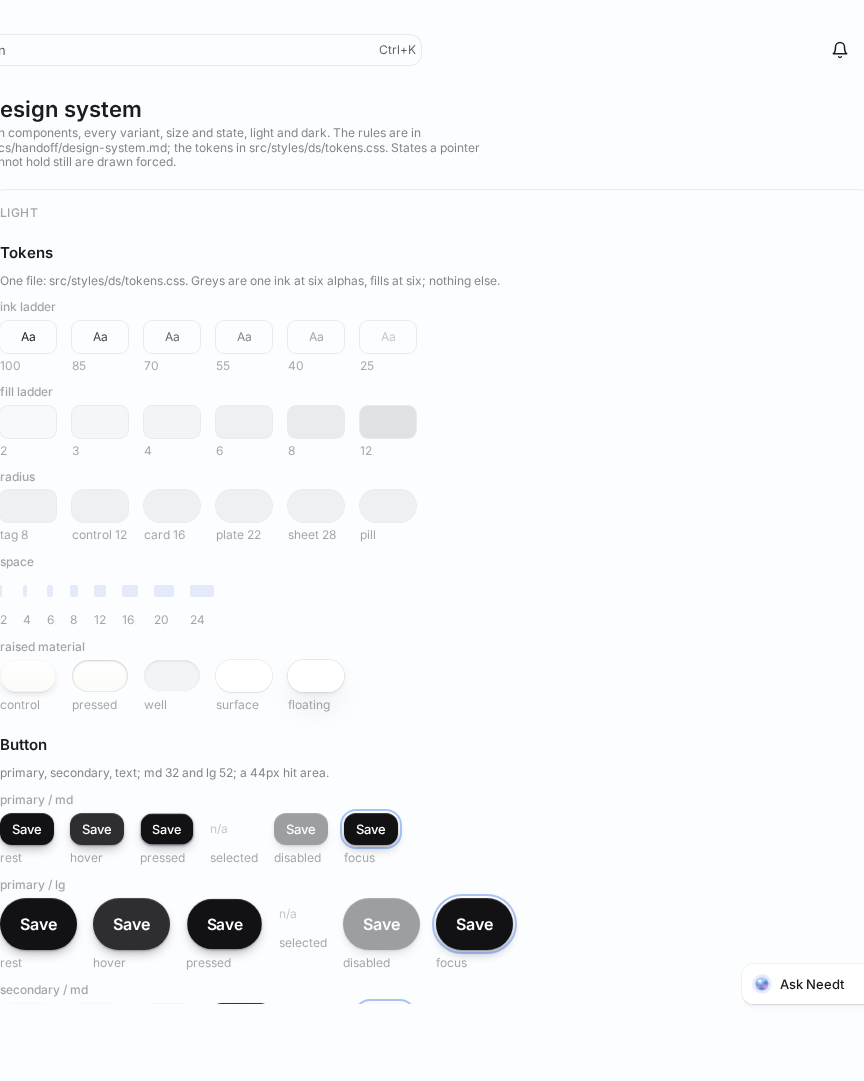 n Ctrl+K
esign system
n components, every variant, size and state, light and dark. The rules are in
cs/handoff/design-system.md; the tokens in src/styles/ds/tokens.css. States a pointer
nnot hold still are drawn forced.
LIGHT
Tokens
One file: src/styles/ds/tokens.css. Greys are one ink at six alphas, fills at six; nothing else.
ink ladder
Aa Aa Aa Aa Aa Aa
100 85 70 55 40 25
fill ladder
2 3 4 6 8 12
radius
tag 8 control 12 card 16 plate 22 sheet 28 pill
space
2 4 6 8 12 16 20 24
raised material
control pressed well surface floating
Button
primary, secondary, text; md 32 and lg 52; a 44px hit area.
primary / md
Save Save Save n/a Save Save
rest hover pressed selected disabled focus
primary / lg
Save Save Save n/a Save Save
rest hover pressed selected disabled focus
secondary / md
Ask Needt